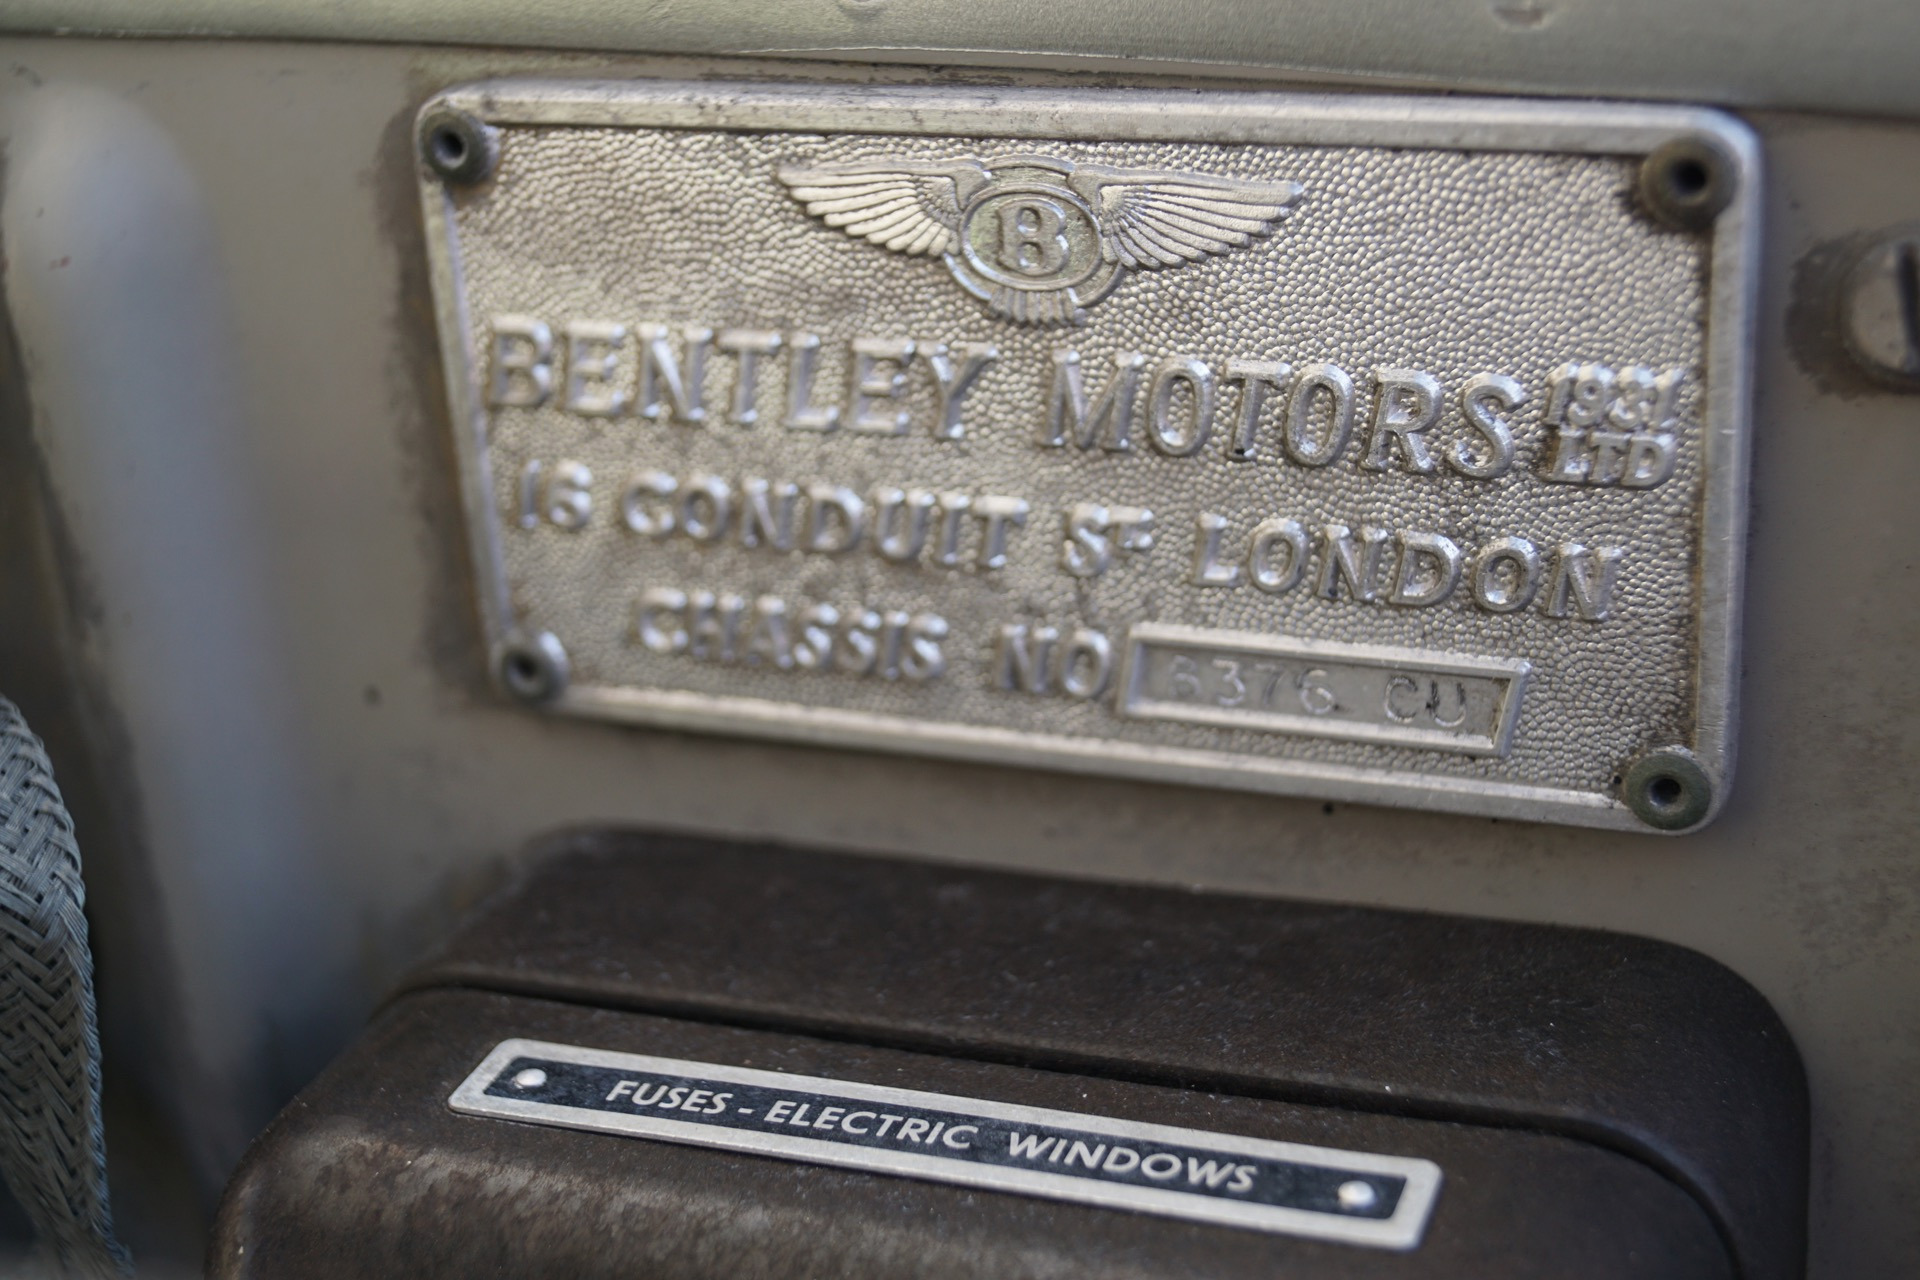 B
BENTLEY MOTORS 1931 LTD
16 CONDUIT ST LONDON
CHASSIS NO 6376 CU
FUSES - ELECTRIC WINDOWS